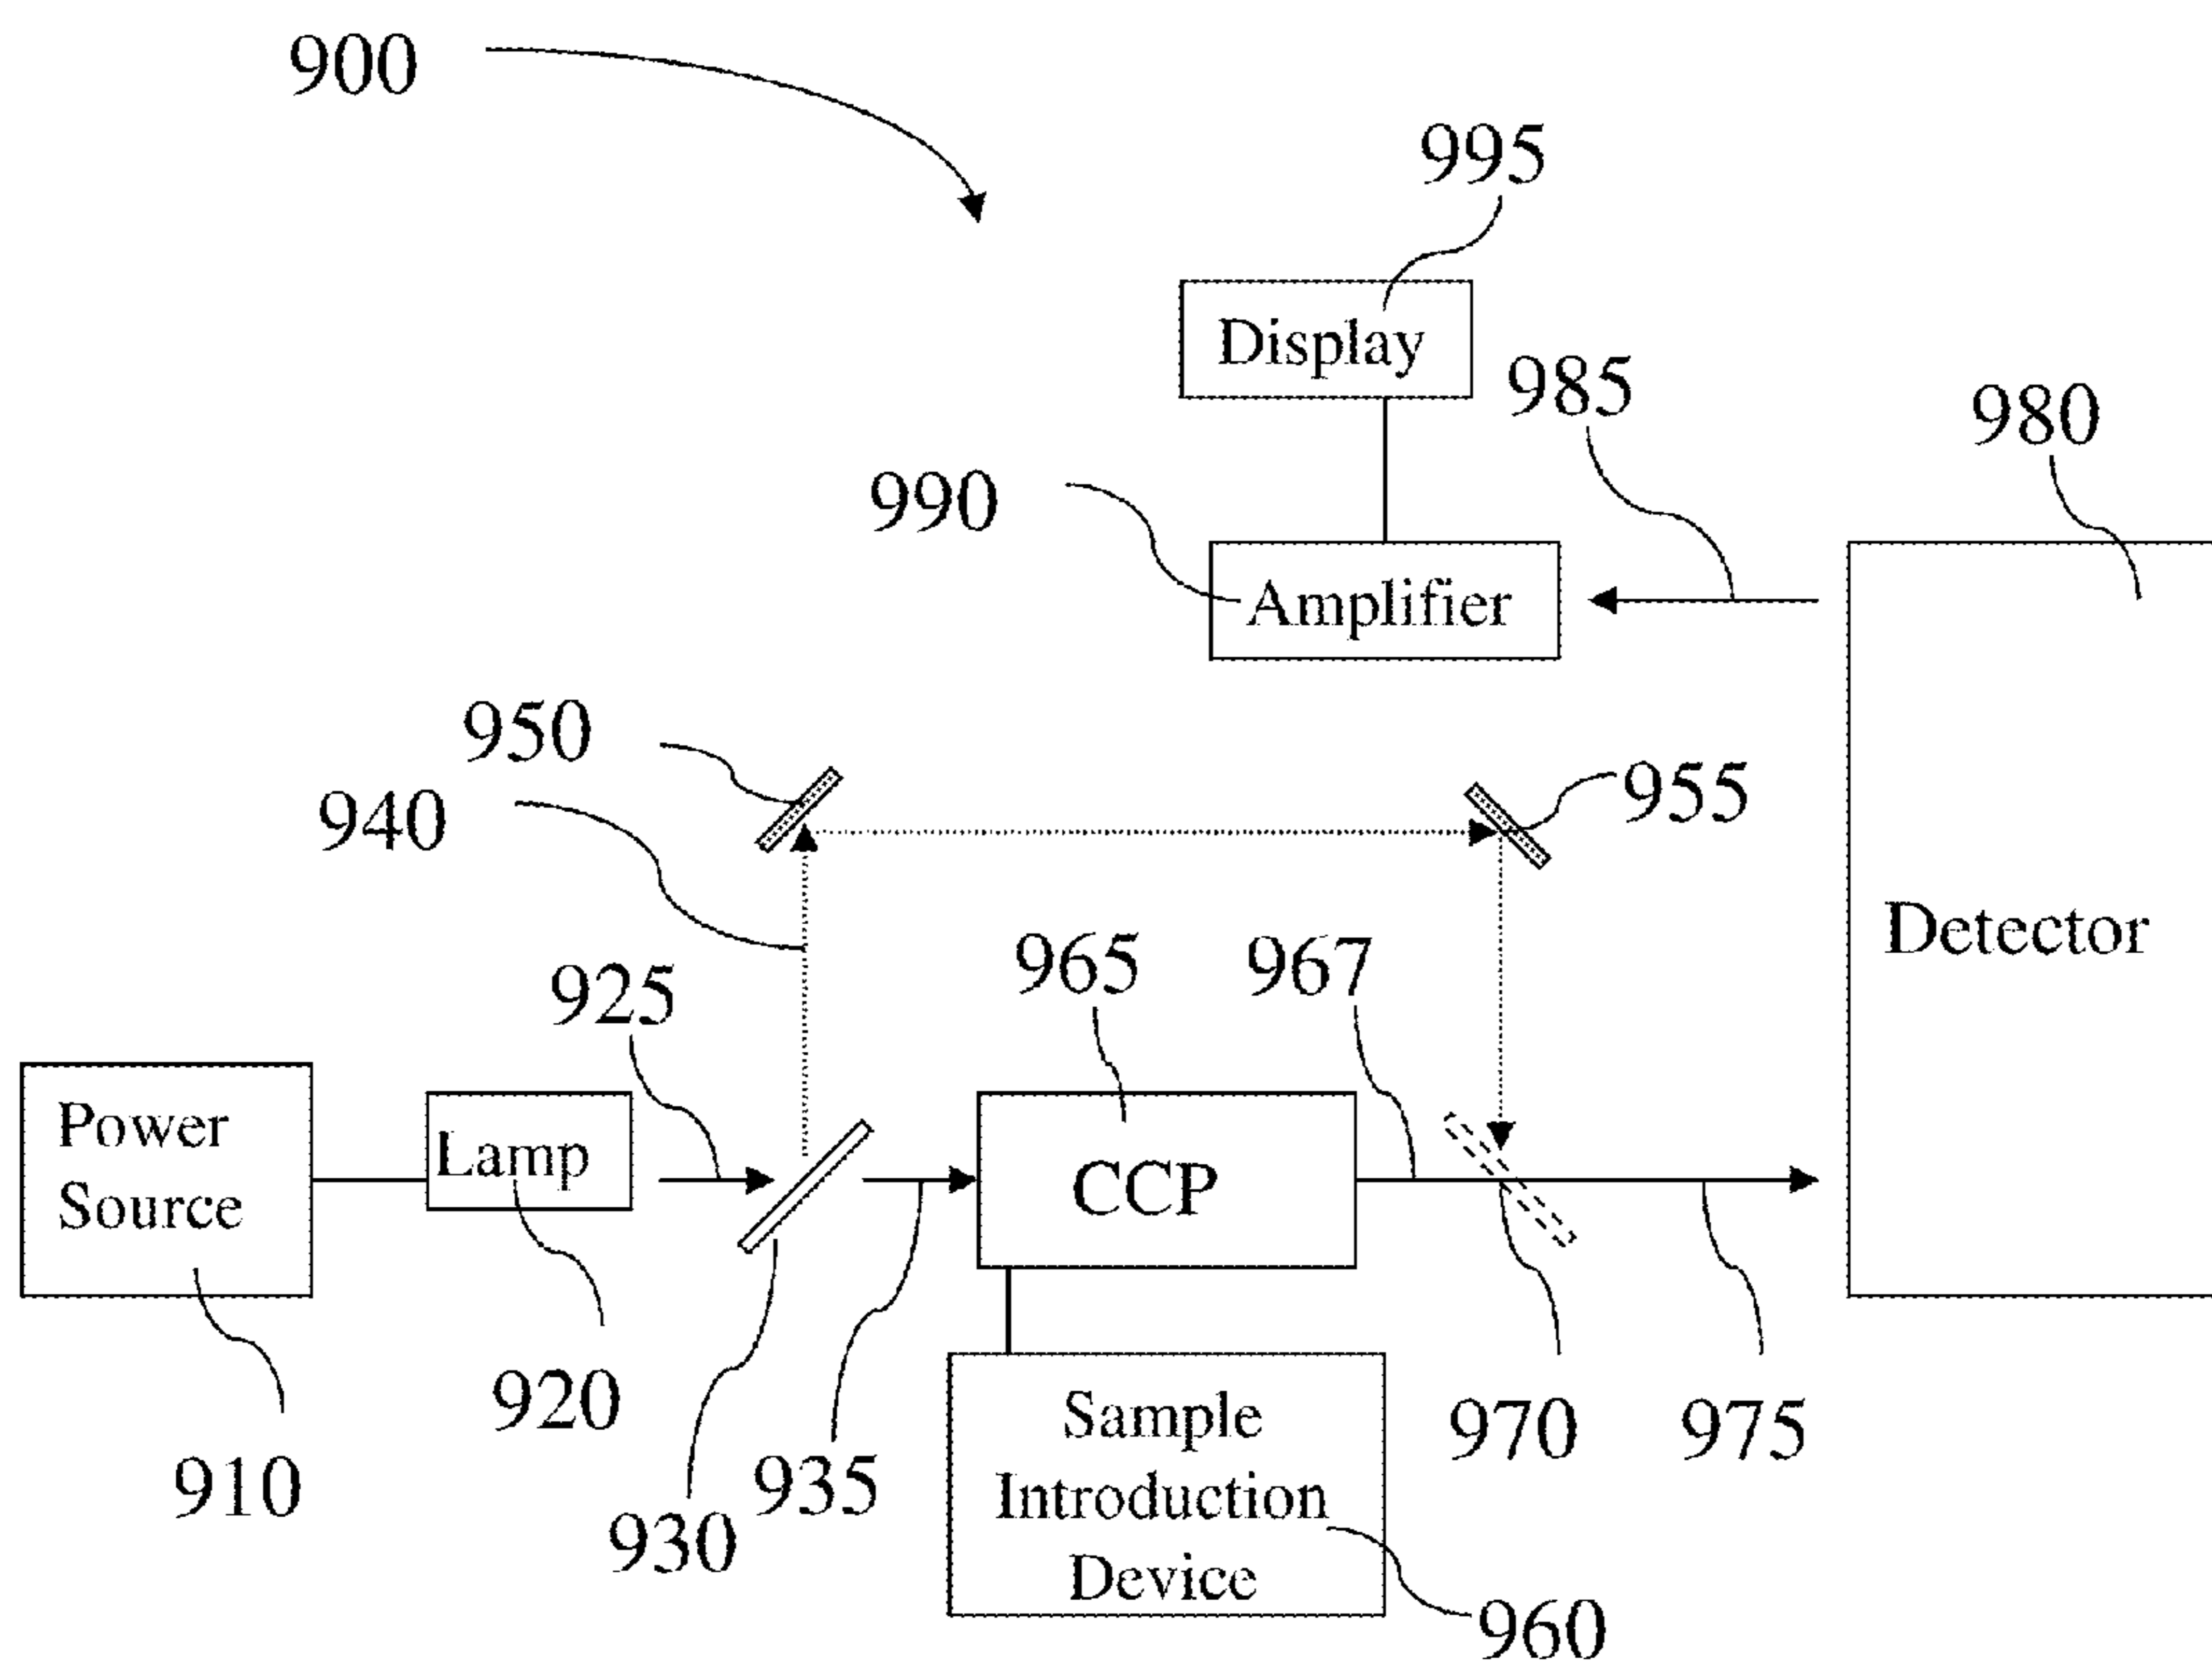 900
995
Display
985
980
990
Amplifier
950
955
940
Detector
925
965
967
Power
Source
Lamp
CCP
920
970
975
910
930
935
Sample
Introduction
Device
960